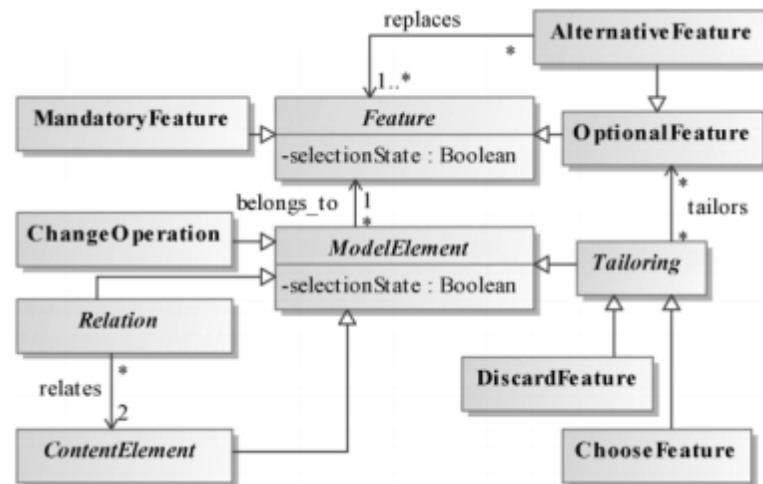 replaces
AlternativeFeature
*
1..*
MandatoryFeature
Feature
OptionalFeature
-selectionState : Boolean
belongs_to
1
*
*
tailors
*
ChangeOperation
ModelElement
Tailoring
-selectionState : Boolean
Relation
*
relates
2
DiscardFeature
ContentElement
ChooseFeature